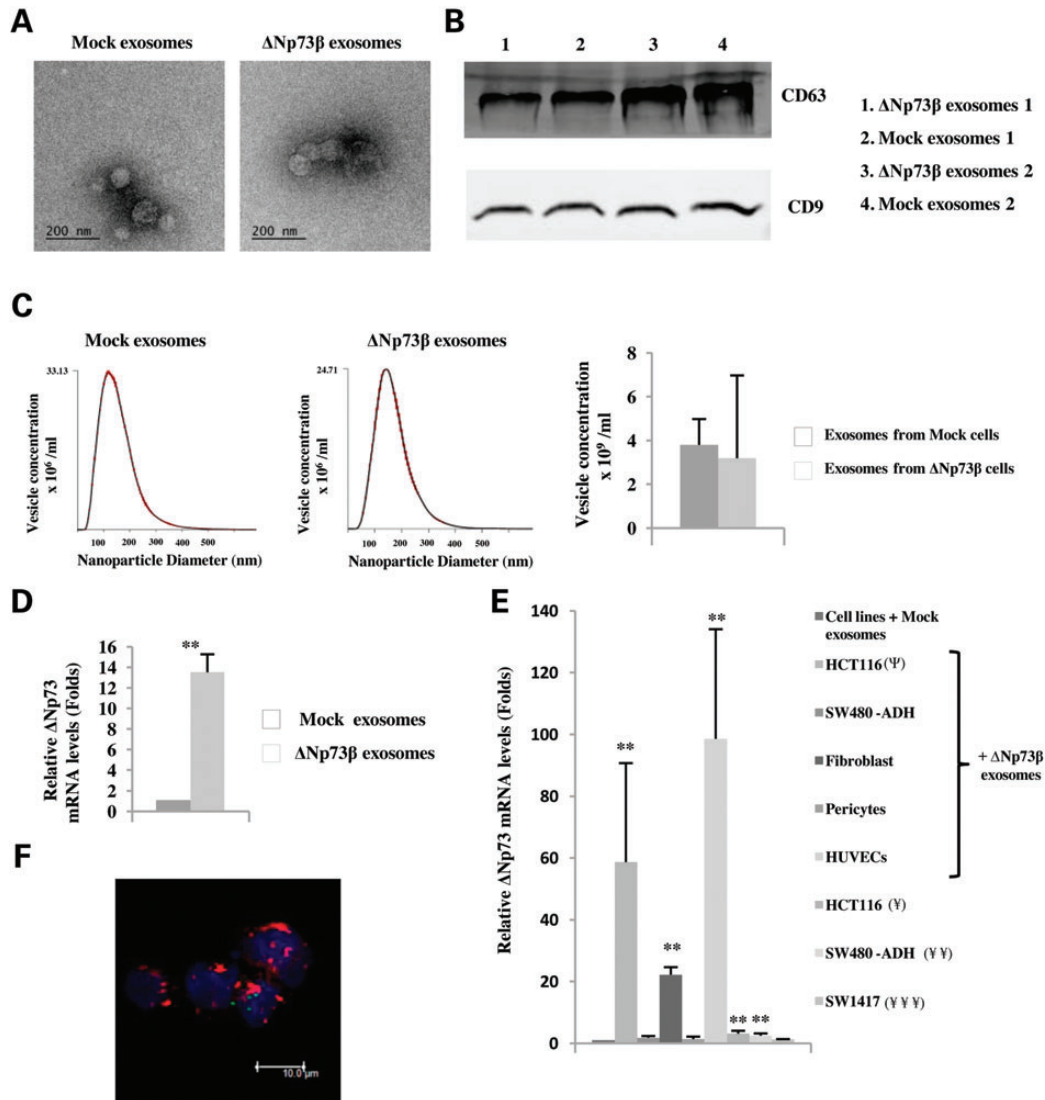 A
Mock exosomes
ΔNp73β exosomes
200 nm
200 nm
B
1 2 3 4
CD63
CD9
1. ΔNp73β exosomes 1
2. Mock exosomes 1
3. ΔNp73β exosomes 2
4. Mock exosomes 2
C
Mock exosomes
33.13
Vesicle concentration
x 10⁶ /ml
100 200 300 400 500
Nanoparticle Diameter (nm)
ΔNp73β exosomes
24.71
Vesicle concentration
x 10⁶ /ml
100 200 300 400 500
Nanoparticle Diameter (nm)
Vesicle concentration
x 10⁹ /ml
8
6
4
2
0
Exosomes from Mock cells
Exosomes from ΔNp73β cells
D
Relative ΔNp73
mRNA levels (Folds)
16
14
12
10
8
6
4
2
0
**
Mock exosomes
ΔNp73β exosomes
E
Relative ΔNp73 mRNA levels (Folds)
140
120
100
80
60
40
20
0
**
**
**
** **
Cell lines + Mock
exosomes
HCT116 (Ψ)
SW480 -ADH
Fibroblast
Pericytes
HUVECs
+ ΔNp73β
exosomes
HCT116 (¥)
SW480 -ADH (¥¥)
SW1417 (¥¥¥)
F
10.0 µm